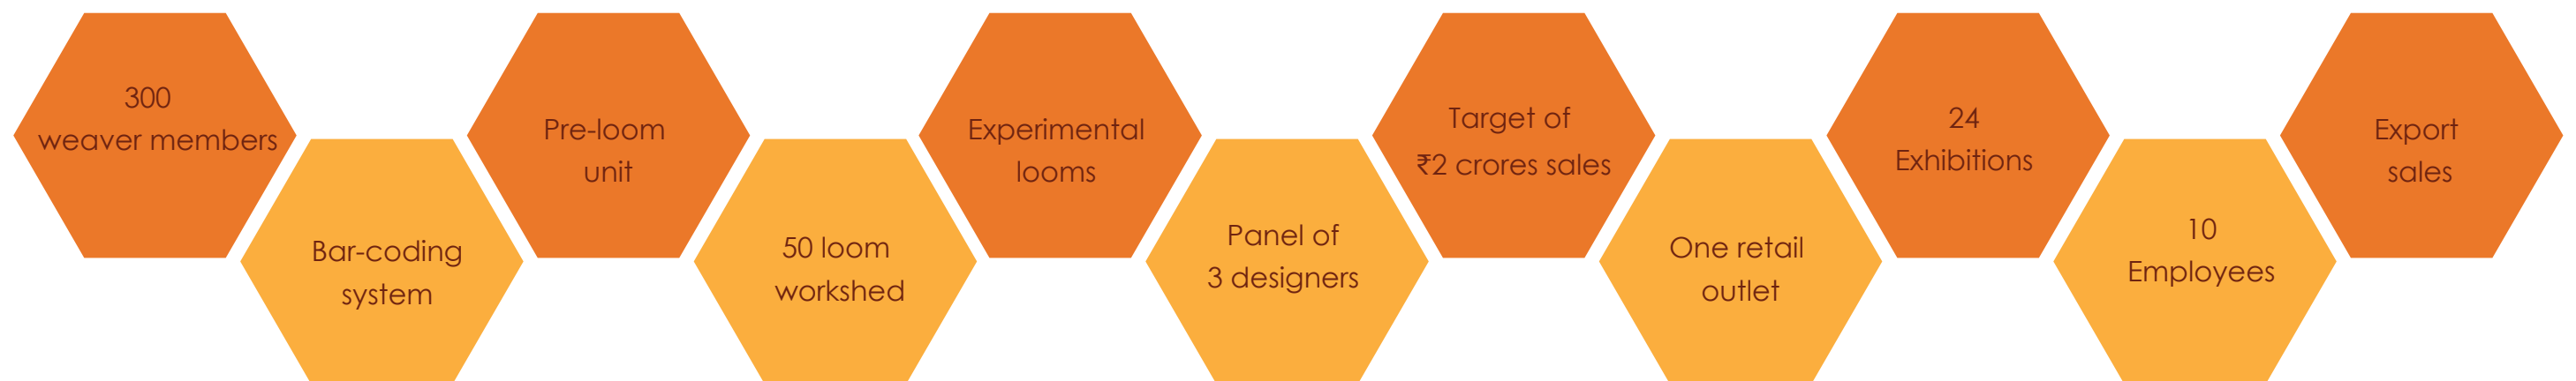 300
weaver members
Bar-coding
system
Pre-loom
unit
50 loom
workshed
Experimental
looms
Panel of
3 designers
Target of
₹2 crores sales
One retail
outlet
24
Exhibitions
10
Employees
Export
sales